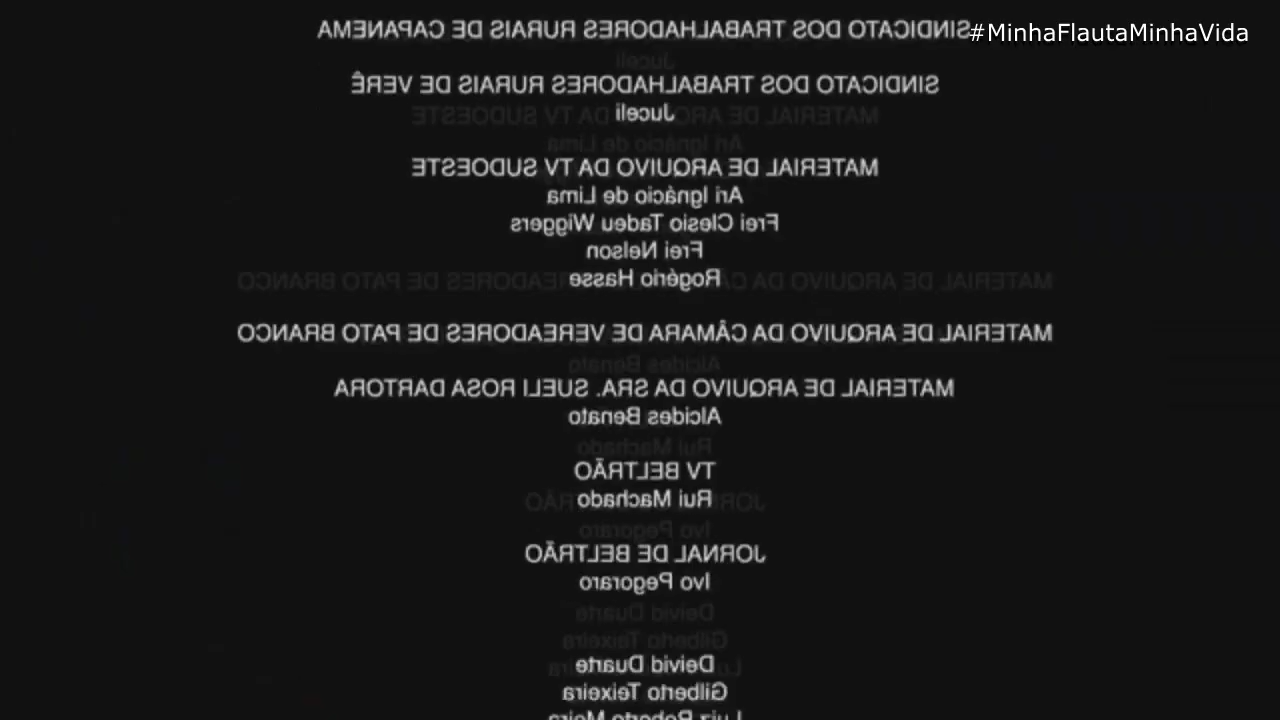 SINDICATO DOS TRABALHADORES RURAIS DE CAPANEMA
#MinhaFlautaMinhaVida
SINDICATO DOS TRABALHADORES RURAIS DE VERÊ
Juceli
MATERIAL DE ARQUIVO DA TV SUDOESTE
Ari Ignácio de Lima
Frei Clesio Tadeu Wiggers
Frei Nelson
Rogério Hasse
MATERIAL DE ARQUIVO DA CÂMARA DE VEREADORES DE PATO BRANCO
MATERIAL DE ARQUIVO DA SRA. SUELI ROSA DARTORA
Alcides Benato
TV BELTRÃO
Rui Machado
JORNAL DE BELTRÃO
Ivo Pegoraro
Deivid Duarte
Gilberto Teixeira
Luiz Roberto Meira